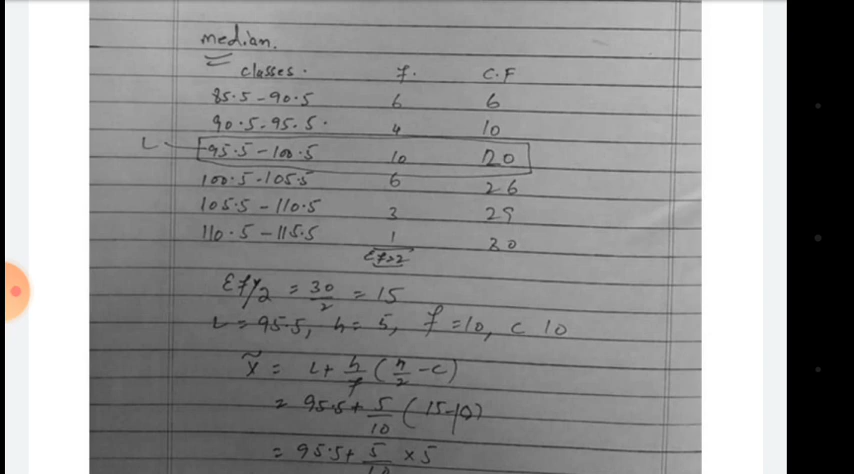 median.
classes. f. C.F
85.5-90.5 6 6
90.5-95.5. 4 10
L 95.5-100.5 10 20
100.5-105.5 6 26
105.5-110.5 3 29
110.5-115.5 1 30
Σf/2 = 30/2 = 15
L = 95.5, h = 5, f = 10, c 10
x̃ = L + h/f (n/2 - c)
= 95.5 + 5/10 (15-10)
= 95.5 + 5/10 × 5